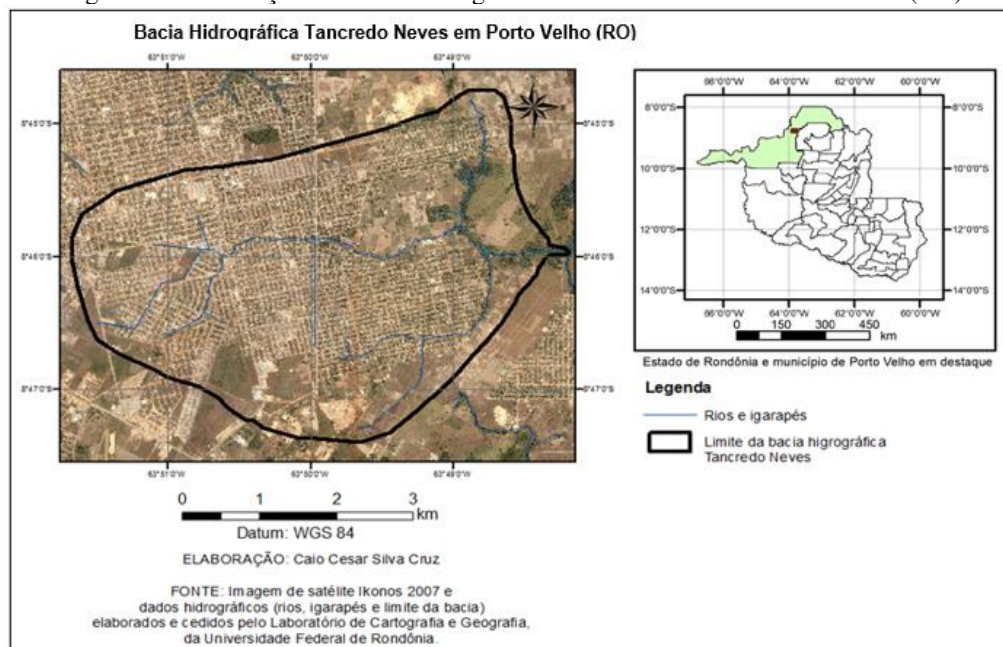 Bacia Hidrográfica Tancredo Neves em Porto Velho (RO)
63°51'0"W 63°50'0"W 63°49'0"W
8°45'0"S 8°45'0"S
8°46'0"S 8°46'0"S
8°47'0"S 8°47'0"S
63°51'0"W 63°50'0"W 63°49'0"W
0 1 2 3
km
Datum: WGS 84
ELABORAÇÃO: Caio Cesar Silva Cruz
FONTE: Imagem de satélite Ikonos 2007 e
dados hidrográficos (rios, igarapés e limite da bacia)
elaborados e cedidos pelo Laboratório de Cartografia e Geografia,
da Universidade Federal de Rondônia.
66°0'0"W 64°0'0"W 62°0'0"W 60°0'0"W
8°0'0"S 8°0'0"S
10°0'0"S 10°0'0"S
12°0'0"S 12°0'0"S
14°0'0"S 14°0'0"S
66°0'0"W 64°0'0"W 62°0'0"W 60°0'0"W
0 150 300 450
km
Estado de Rondônia e município de Porto Velho em destaque
Legenda
Rios e igarapés
Limite da bacia higrográfica
Tancredo Neves